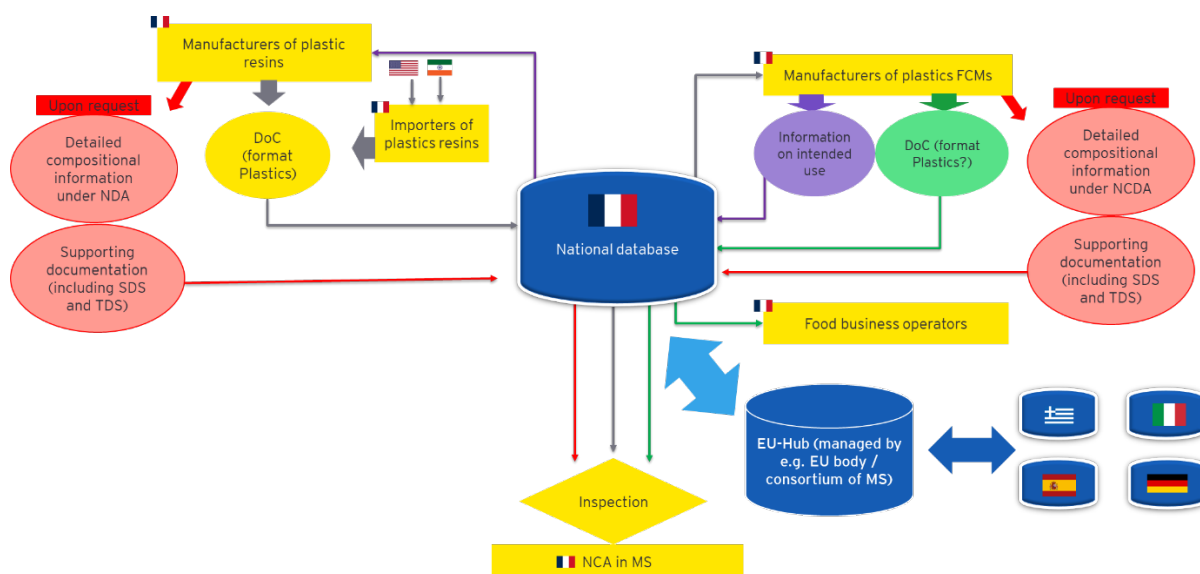 Manufacturers of plastic
resins
Upon request
Detailed
compositional
information
under NDA
Supporting
documentation
(including SDS
and TDS)
DoC
(format
Plastics)
Importers of
plastics resins
National database
Manufacturers of plastics FCMs
Information
on intended
use
DoC (format
Plastics?)
Upon request
Detailed
compositional
information
under NCDA
Supporting
documentation
(including SDS
and TDS)
Food business operators
EU-Hub (managed by
e.g. EU body /
consortium of MS)
Inspection
NCA in MS